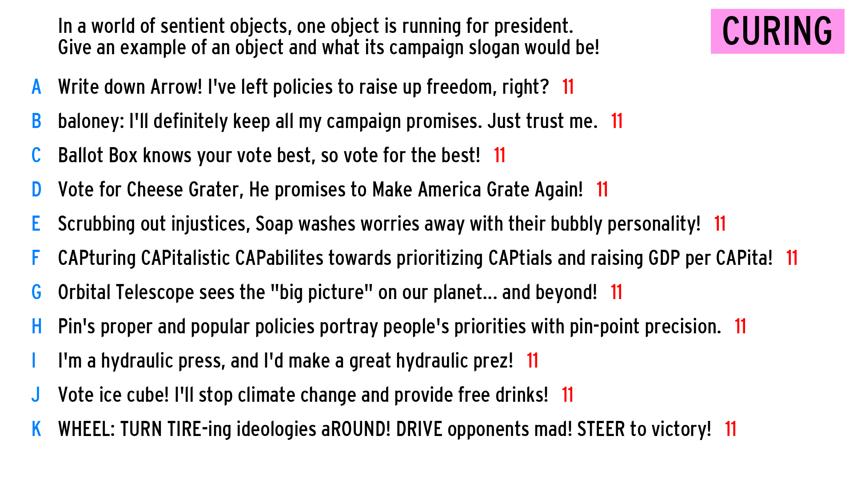 In a world of sentient objects, one object is running for president.
Give an example of an object and what its campaign slogan would be!
CURING
A Write down Arrow! I've left policies to raise up freedom, right? 11
B baloney: I'll definitely keep all my campaign promises. Just trust me. 11
C Ballot Box knows your vote best, so vote for the best! 11
D Vote for Cheese Grater, He promises to Make America Grate Again! 11
E Scrubbing out injustices, Soap washes worries away with their bubbly personality! 11
F CAPturing CAPitalistic CAPabilites towards prioritizing CAPtials and raising GDP per CAPita! 11
G Orbital Telescope sees the "big picture" on our planet... and beyond! 11
H Pin's proper and popular policies portray people's priorities with pin-point precision. 11
I I'm a hydraulic press, and I'd make a great hydraulic prez! 11
J Vote ice cube! I'll stop climate change and provide free drinks! 11
K WHEEL: TURN TIRE-ing ideologies aROUND! DRIVE opponents mad! STEER to victory! 11